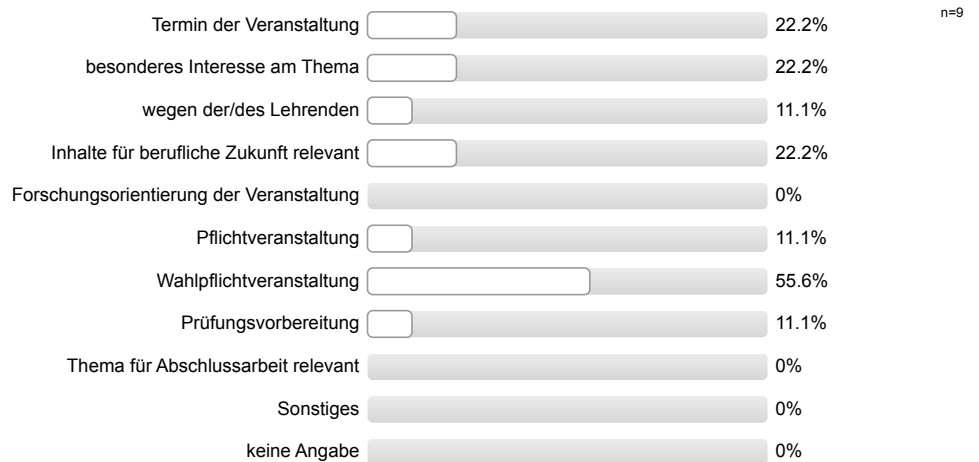 n=9
Termin der Veranstaltung 22.2%
besonderes Interesse am Thema 22.2%
wegen der/des Lehrenden 11.1%
Inhalte für berufliche Zukunft relevant 22.2%
Forschungsorientierung der Veranstaltung 0%
Pflichtveranstaltung 11.1%
Wahlpflichtveranstaltung 55.6%
Prüfungsvorbereitung 11.1%
Thema für Abschlussarbeit relevant 0%
Sonstiges 0%
keine Angabe 0%